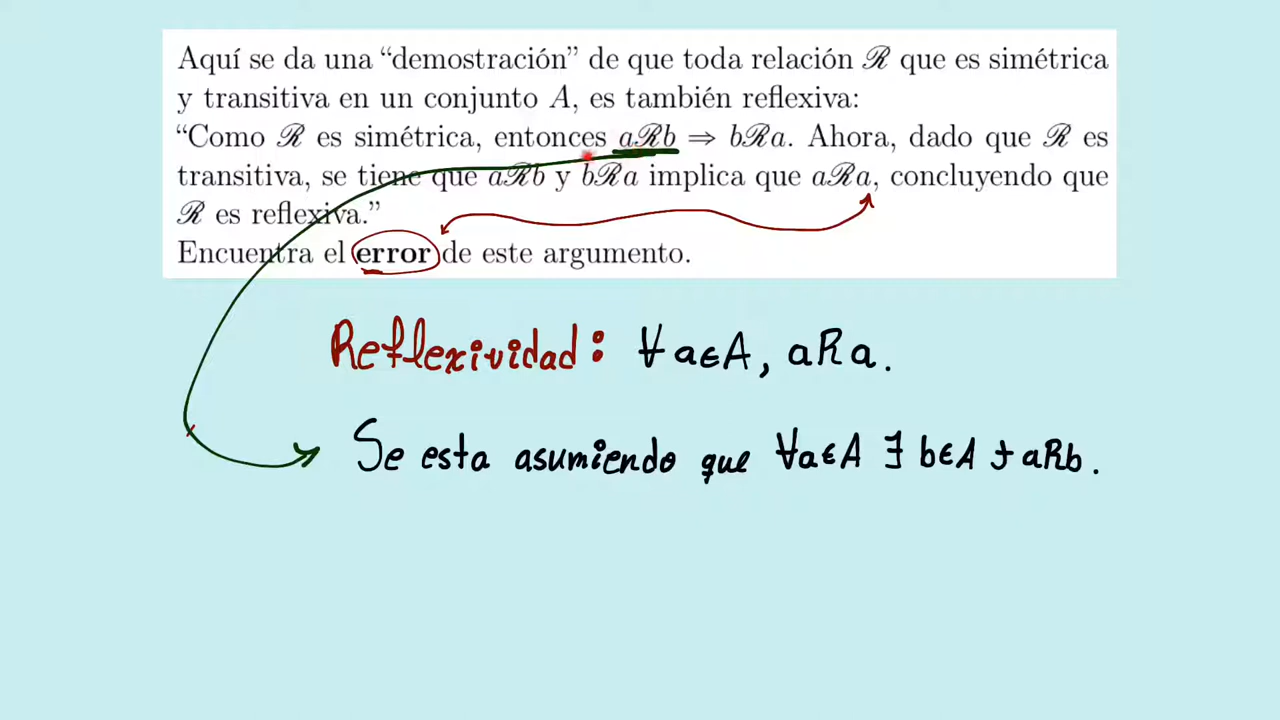 Aquí se da una “demostración” de que toda relación ℛ que es simétrica
y transitiva en un conjunto A, es también reflexiva:
“Como ℛ es simétrica, entonces aℛb ⇒ bℛa. Ahora, dado que ℛ es
transitiva, se tiene que aℛb y bℛa implica que aℛa, concluyendo que
ℛ es reflexiva.”
Encuentra el error de este argumento.
Reflexividad: ∀a∈A, aRa.
Se esta asumiendo que ∀a∈A ∃ b∈A t aRb.